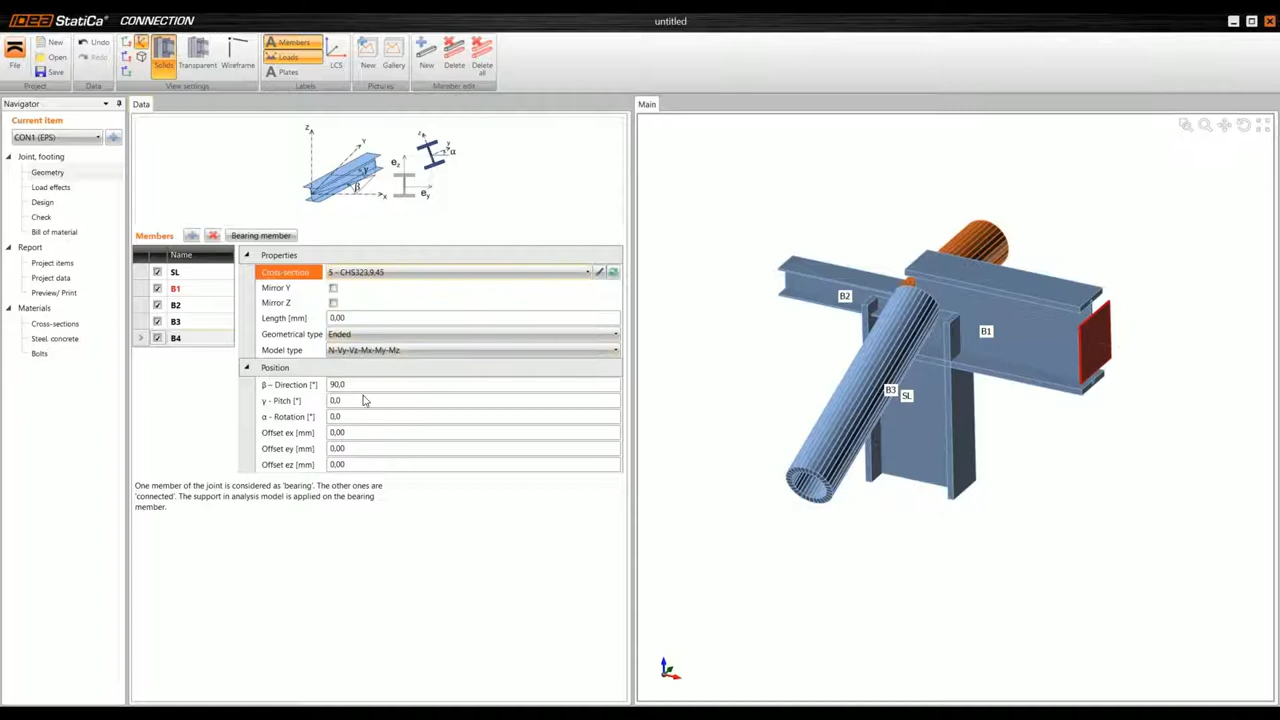 IDEA StatiCa® CONNECTION
untitled
File
New
Open
Save
Project
Undo
Redo
Data
Solids
Transparent
Wireframe
View settings
Members
Loads
Plates
LCS
Labels
New
Gallery
Pictures
New
Delete
Delete all
Member edit
Navigator
Current item
CON1 (EPS)
Joint, footing
Geometry
Load effects
Design
Check
Bill of material
Report
Project items
Project data
Preview/ Print
Materials
Cross-sections
Steel, concrete
Bolts
Data
z
Y
γ
β
x
ez
ey
z
y
α
Members
Bearing member
Name
SL
B1
B2
B3
B4
Properties
Cross-section 5 - CHS323,9,45
Mirror Y
Mirror Z
Length [mm] 0,00
Geometrical type Ended
Model type N-Vy-Vz-Mx-My-Mz
Position
β – Direction [°] 90,0
γ - Pitch [°] 0,0
α - Rotation [°] 0,0
Offset ex [mm] 0,00
Offset ey [mm] 0,00
Offset ez [mm] 0,00
One member of the joint is considered as 'bearing'. The other ones are
'connected'. The support in analysis model is applied on the bearing
member.
Main
B2
B1
B3
SL